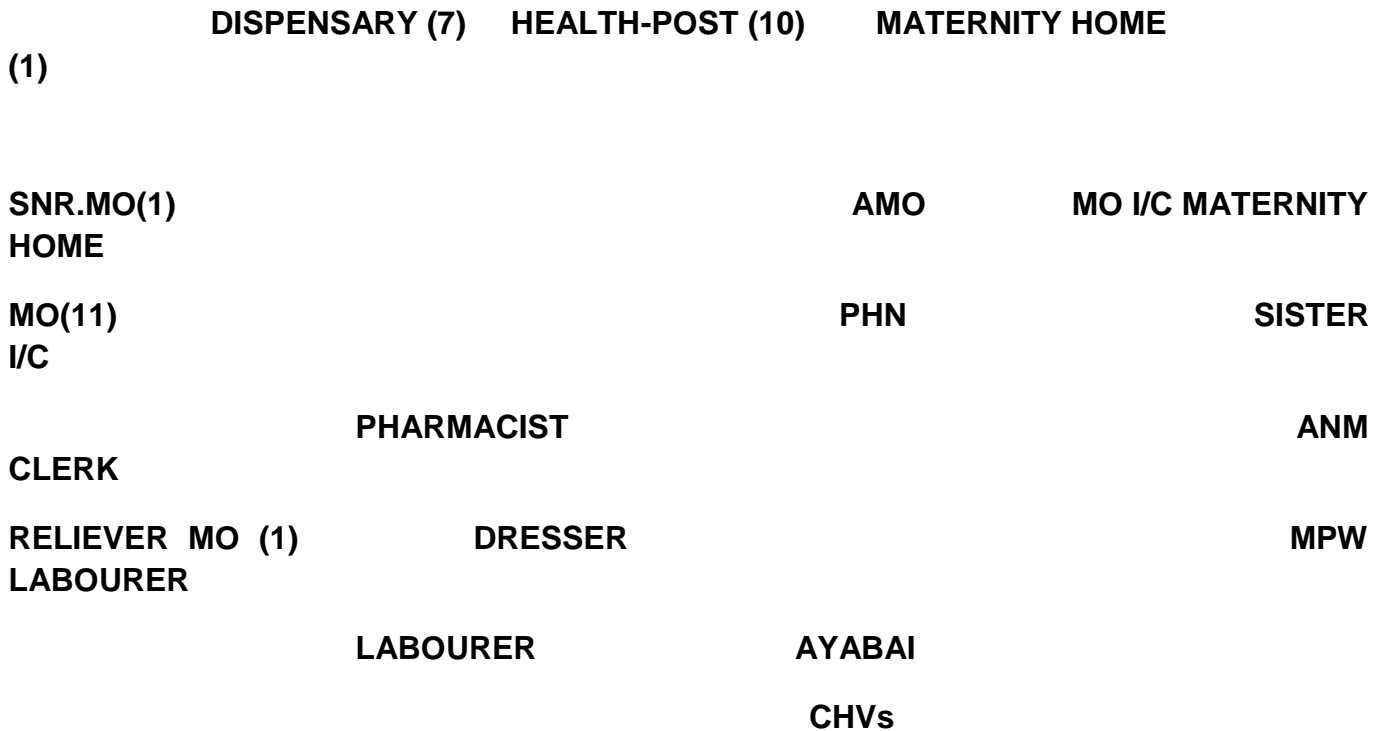 DISPENSARY (7) HEALTH-POST (10) MATERNITY HOME
(1)
SNR.MO(1) AMO MO I/C MATERNITY
HOME
MO(11) PHN SISTER
I/C
PHARMACIST ANM
CLERK
RELIEVER MO (1) DRESSER MPW
LABOURER
LABOURER AYABAI
CHVs